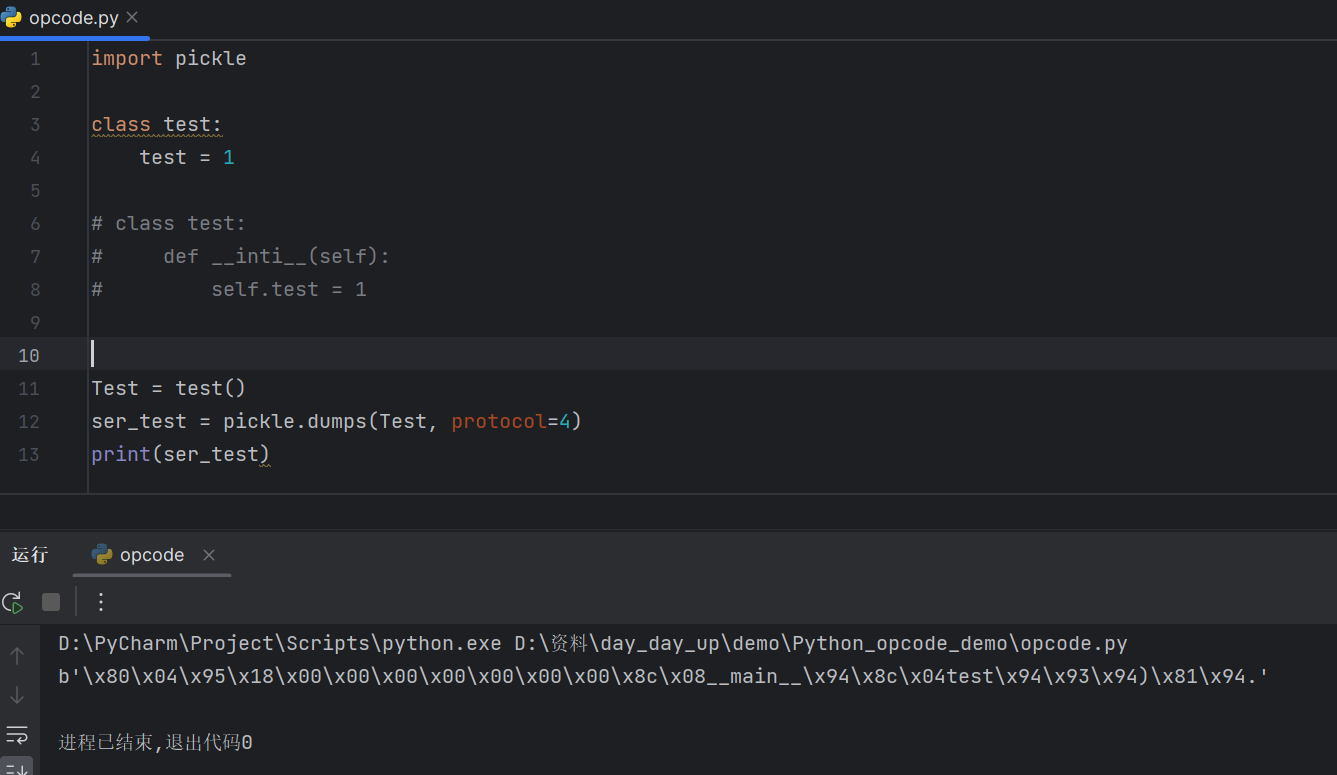 opcode.py
1 import pickle
2
3 class test:
4     test = 1
5
6 # class test:
7 #     def __inti__(self):
8 #         self.test = 1
9
10
11 Test = test()
12 ser_test = pickle.dumps(Test, protocol=4)
13 print(ser_test)
运行 opcode
D:\PyCharm\Project\Scripts\python.exe D:\资料\day_day_up\demo\Python_opcode_demo\opcode.py
b'\x80\x04\x95\x18\x00\x00\x00\x00\x00\x00\x00\x8c\x08__main__\x94\x8c\x04test\x94\x93\x94)\x81\x94.'
进程已结束,退出代码0